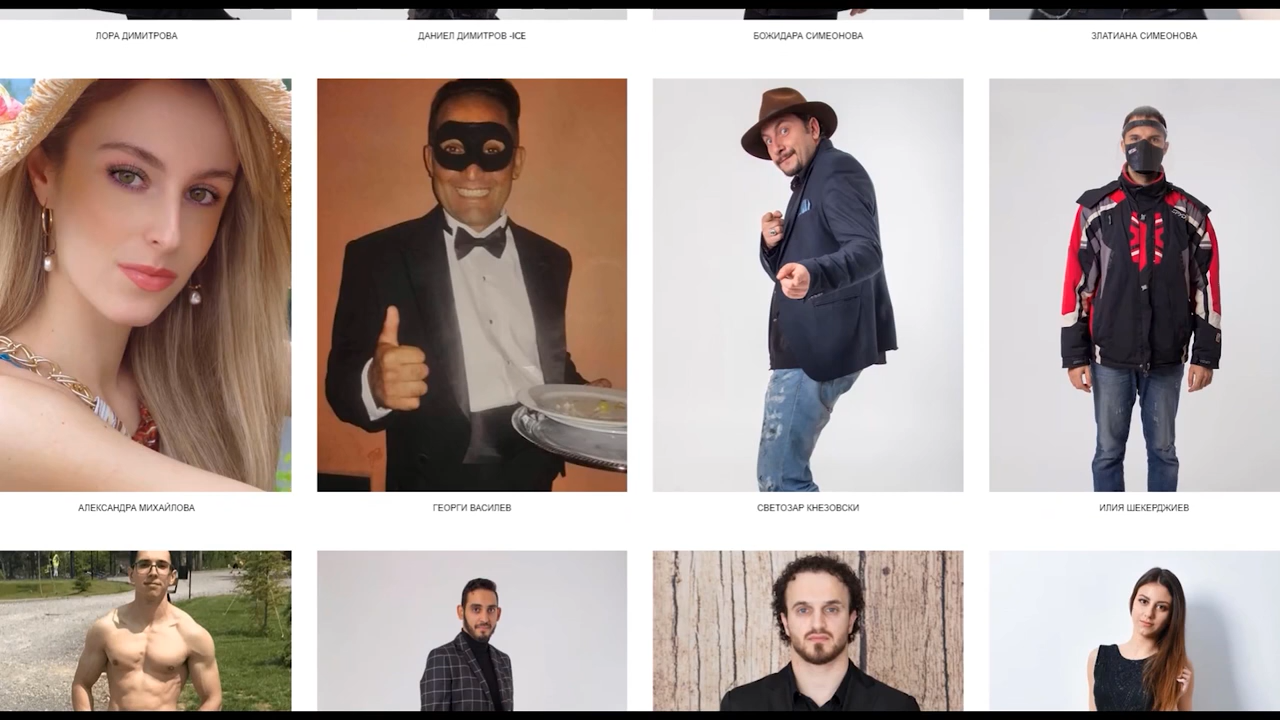 ЛОРА ДИМИТРОВА
ДАНИЕЛ ДИМИТРОВ -ICE
БОЖИДАРА СИМЕОНОВА
ЗЛАТИАНА СИМЕОНОВА
АЛЕКСАНДРА МИХАЙЛОВА
ГЕОРГИ ВАСИЛЕВ
СВЕТОЗАР КНЕЗОВСКИ
ИЛИЯ ШЕКЕРДЖИЕВ